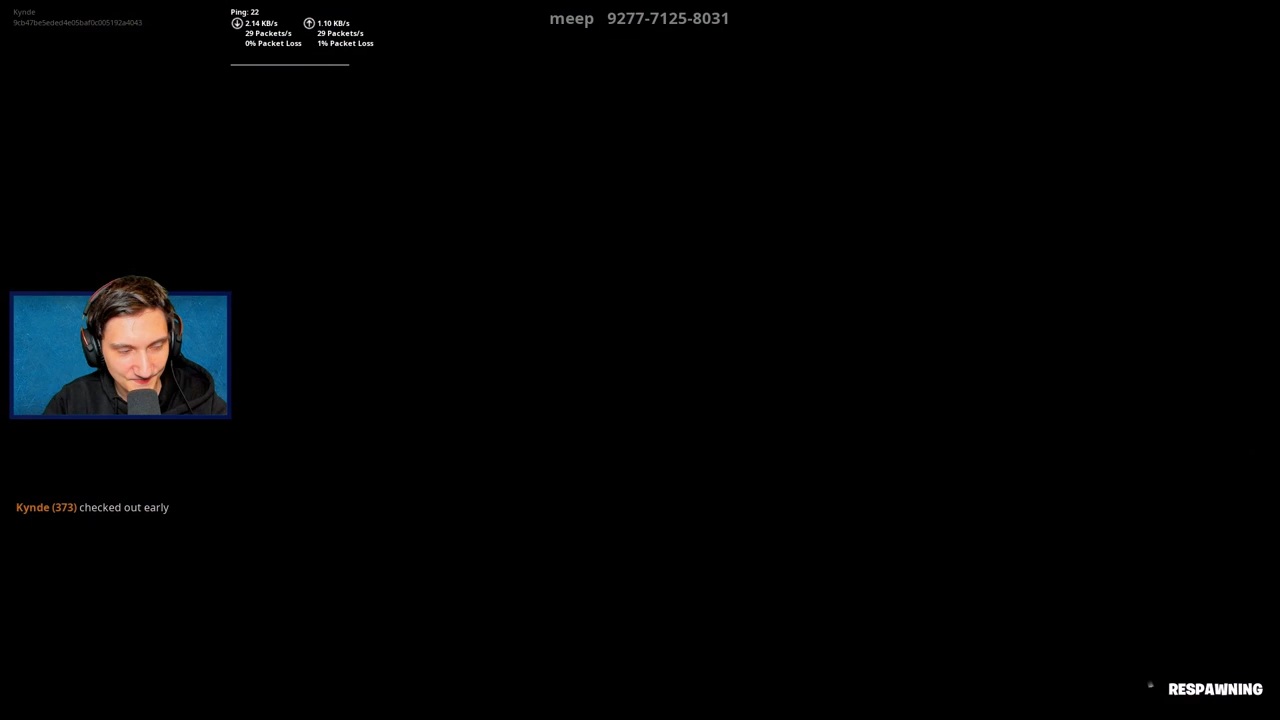 Kynde
9cb47be5eded4e05baf0c005192a4043
Ping: 22
2.14 KB/s 1.10 KB/s
29 Packets/s 29 Packets/s
0% Packet Loss 1% Packet Loss
meep 9277-7125-8031
Kynde (373) checked out early
RESPAWNING